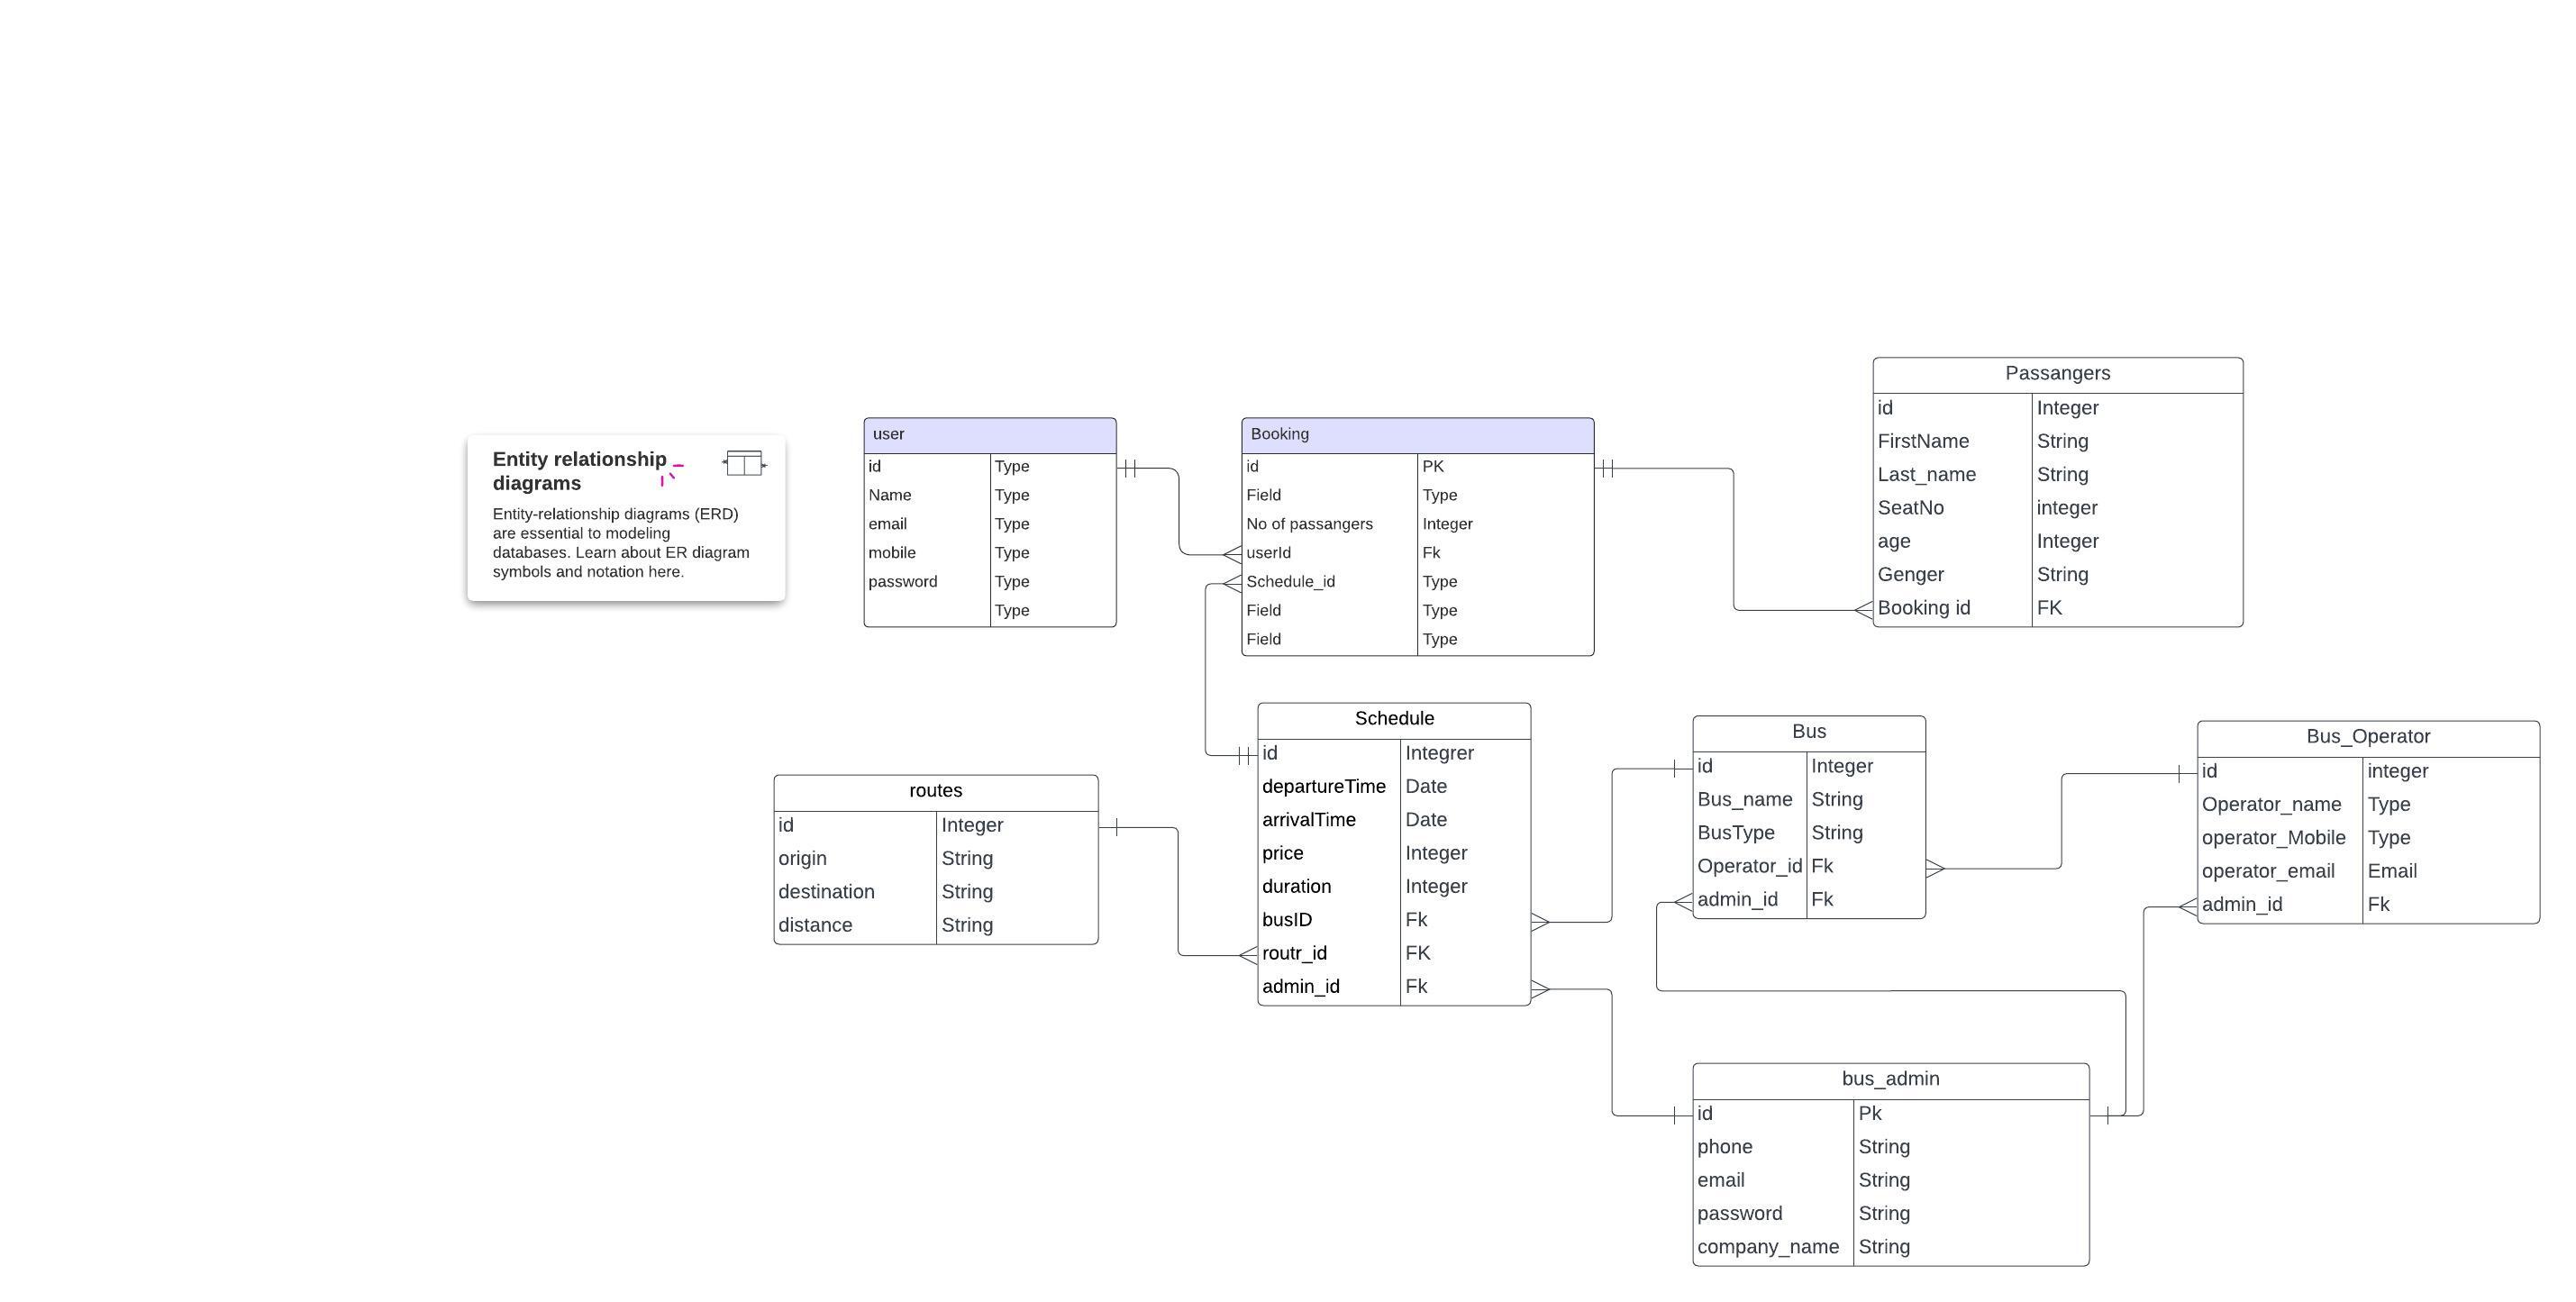 Entity relationship
diagrams
Entity-relationship diagrams (ERD)
are essential to modeling
databases. Learn about ER diagram
symbols and notation here.
user
id Type
Name Type
email Type
mobile Type
password Type
Type
Booking
id PK
Field Type
No of passangers Integer
userId Fk
Schedule_id Type
Field Type
Field Type
Passangers
id Integer
FirstName String
Last_name String
SeatNo integer
age Integer
Genger String
Booking id FK
routes
id Integer
origin String
destination String
distance String
Schedule
id Integrer
departureTime Date
arrivalTime Date
price Integer
duration Integer
busID Fk
routr_id FK
admin_id Fk
Bus
id Integer
Bus_name String
BusType String
Operator_id Fk
admin_id Fk
Bus_Operator
id integer
Operator_name Type
operator_Mobile Type
operator_email Email
admin_id Fk
bus_admin
id Pk
phone String
email String
password String
company_name String